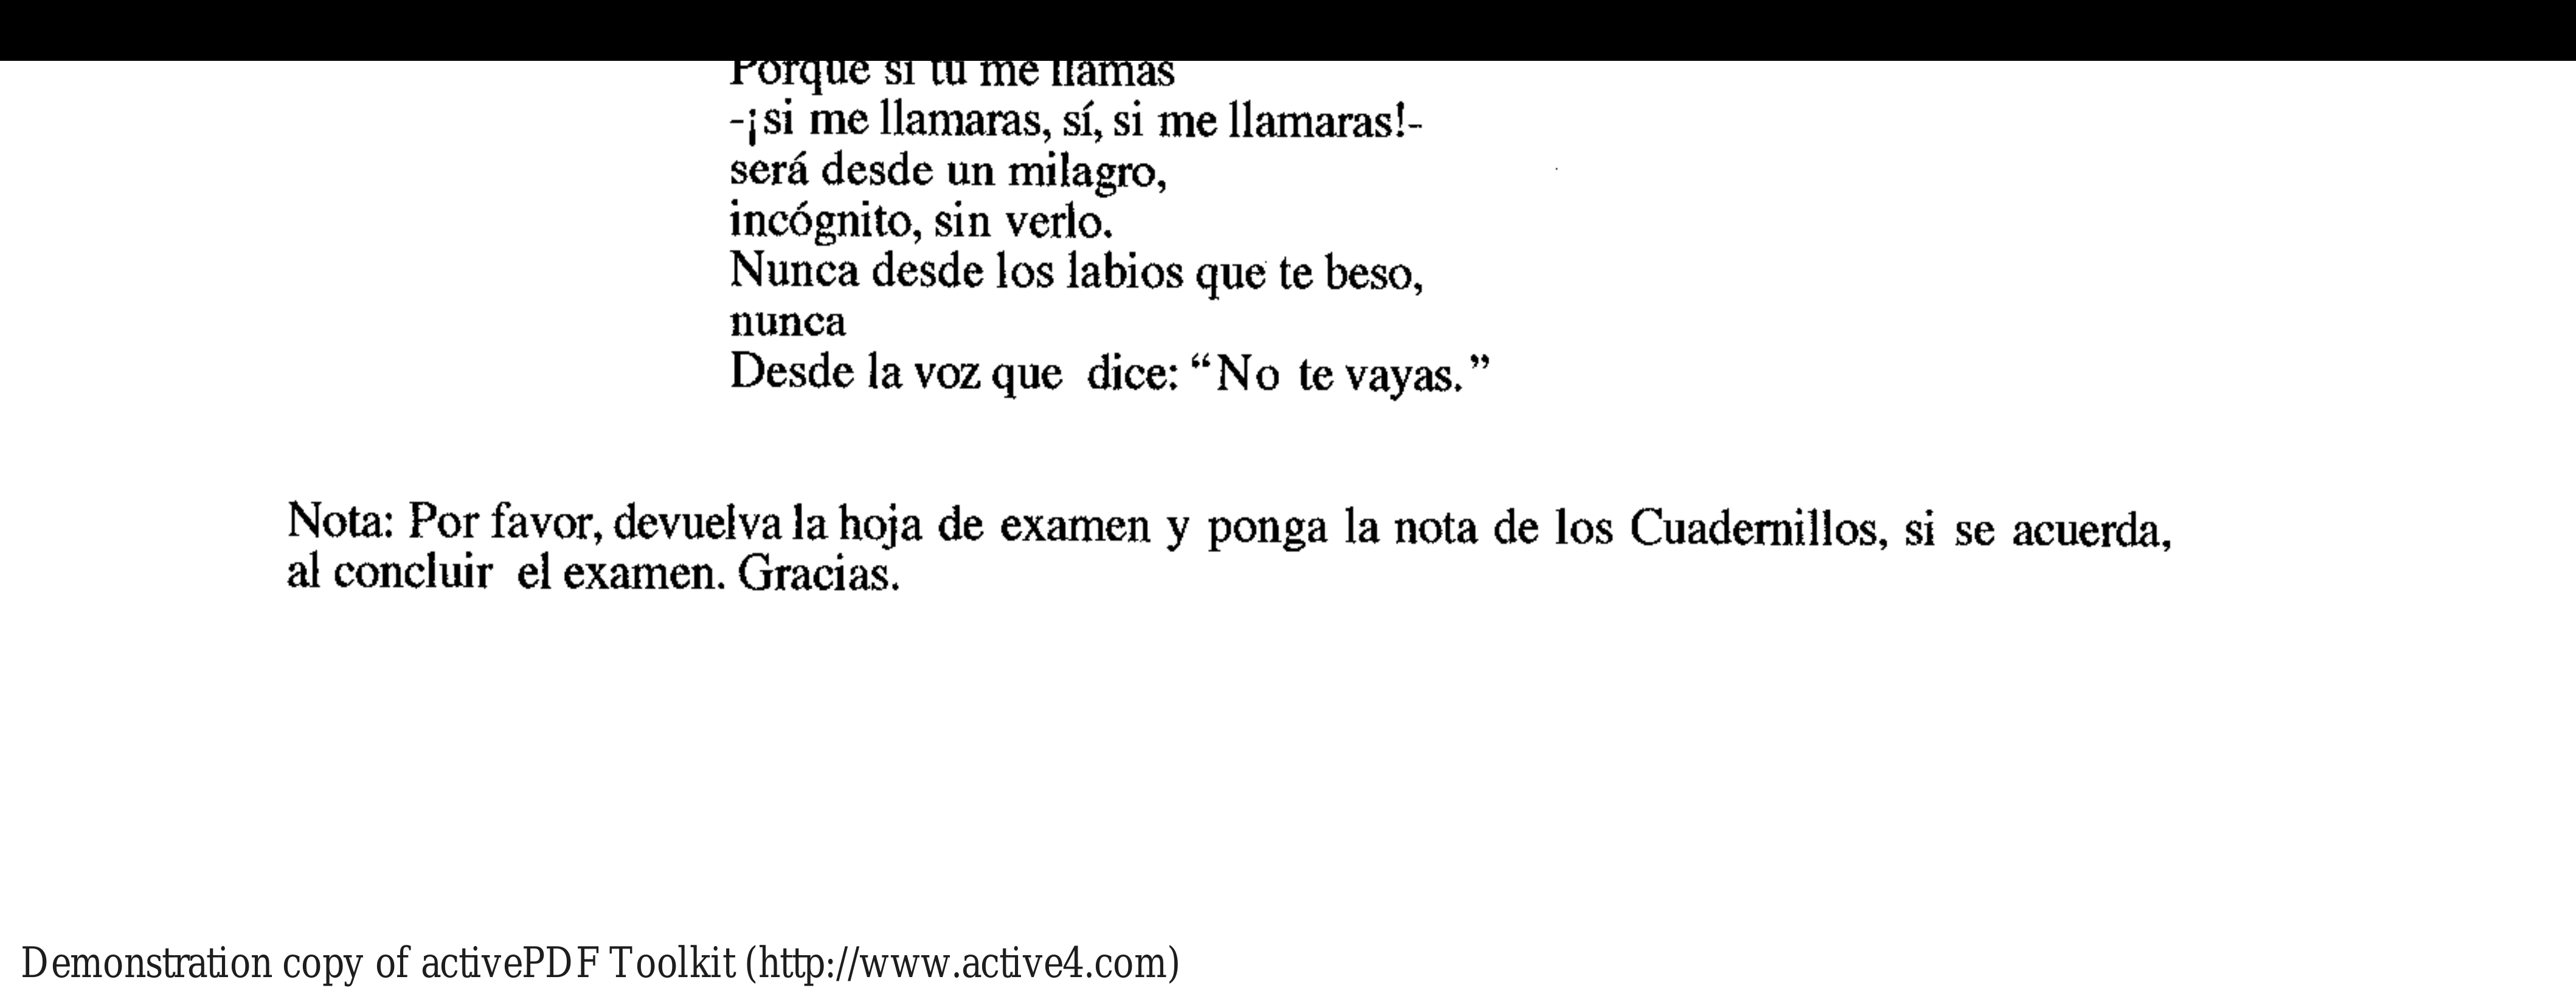 Porque si tú me llamas
-¡si me llamaras, sí, si me llamaras!-
será desde un milagro,
incógnito, sin verlo.
Nunca desde los labios que te beso,
nunca
Desde la voz que dice: “No te vayas.”
Nota: Por favor, devuelva la hoja de examen y ponga la nota de los Cuadernillos, si se acuerda,
al concluir el examen. Gracias.
Demonstration copy of activePDF Toolkit (http://www.active4.com)